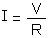 I = V/R